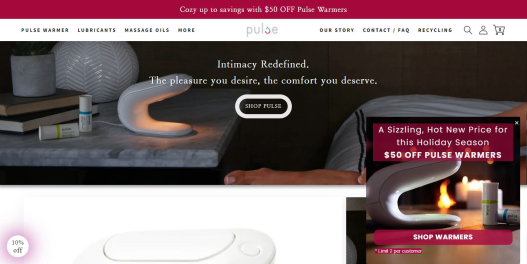 Cozy up to savings with $50 OFF Pulse Warmers
PULSE WARMER LUBRICANTS MASSAGE OILS MORE
pulse
OUR STORY CONTACT / FAQ RECYCLING
Intimacy Redefined.
The pleasure you desire, the comfort you deserve.
SHOP PULSE
A Sizzling, Hot New Price for
this Holiday Season
$50 OFF PULSE WARMERS
SHOP WARMERS
* Limit 2 per customer
10%
off